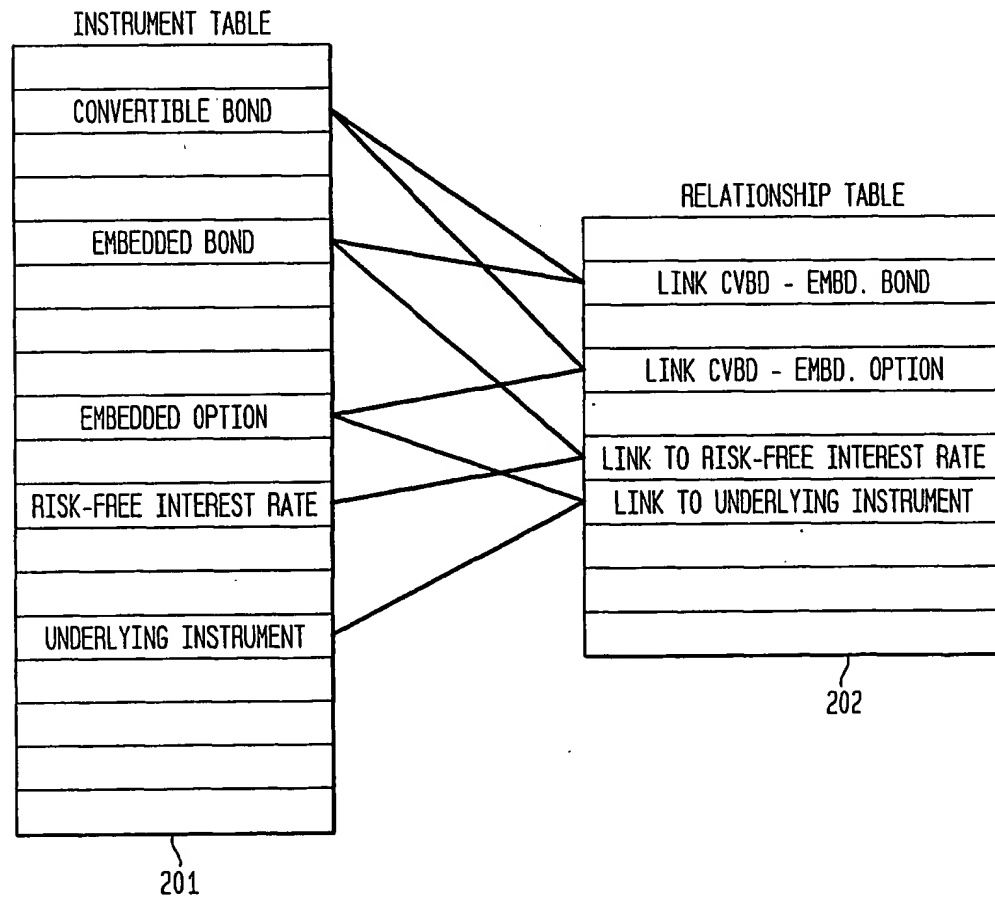 INSTRUMENT TABLE
CONVERTIBLE BOND
EMBEDDED BOND
EMBEDDED OPTION
RISK-FREE INTEREST RATE
UNDERLYING INSTRUMENT
201
RELATIONSHIP TABLE
LINK CVBD - EMBD. BOND
LINK CVBD - EMBD. OPTION
LINK TO RISK-FREE INTEREST RATE
LINK TO UNDERLYING INSTRUMENT
202